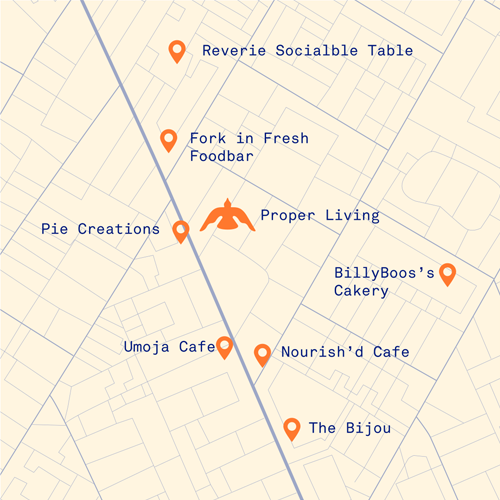 Reverie Socialble Table
Fork in Fresh
Foodbar
Proper Living
Pie Creations
BillyBoos's
Cakery
Umoja Cafe
Nourish'd Cafe
The Bijou